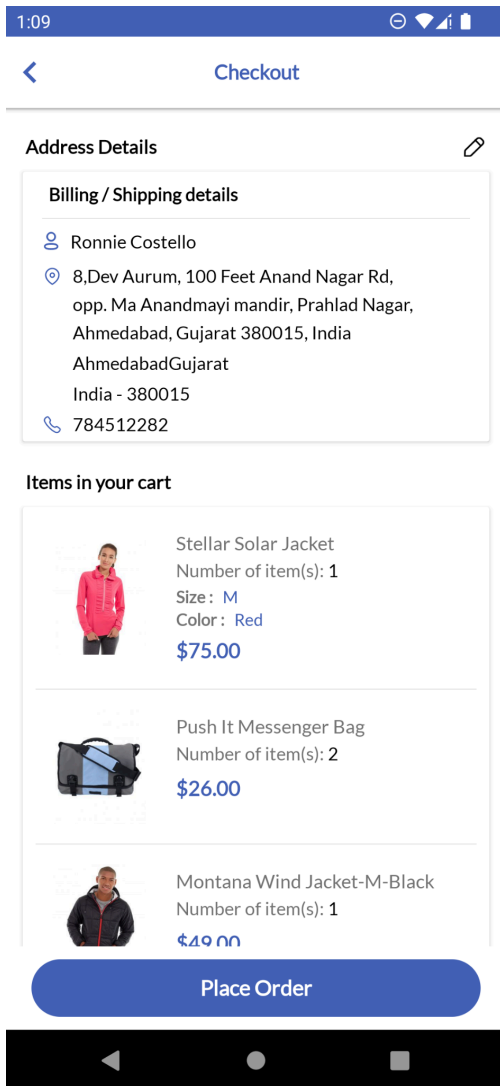 1:09
Checkout
Address Details
Billing / Shipping details
Ronnie Costello
8,Dev Aurum, 100 Feet Anand Nagar Rd,
opp. Ma Anandmayi mandir, Prahlad Nagar,
Ahmedabad, Gujarat 380015, India
AhmedabadGujarat
India - 380015
784512282
Items in your cart
Stellar Solar Jacket
Number of item(s): 1
Size : M
Color : Red
$75.00
Push It Messenger Bag
Number of item(s): 2
$26.00
Montana Wind Jacket-M-Black
Number of item(s): 1
$49.00
Place Order